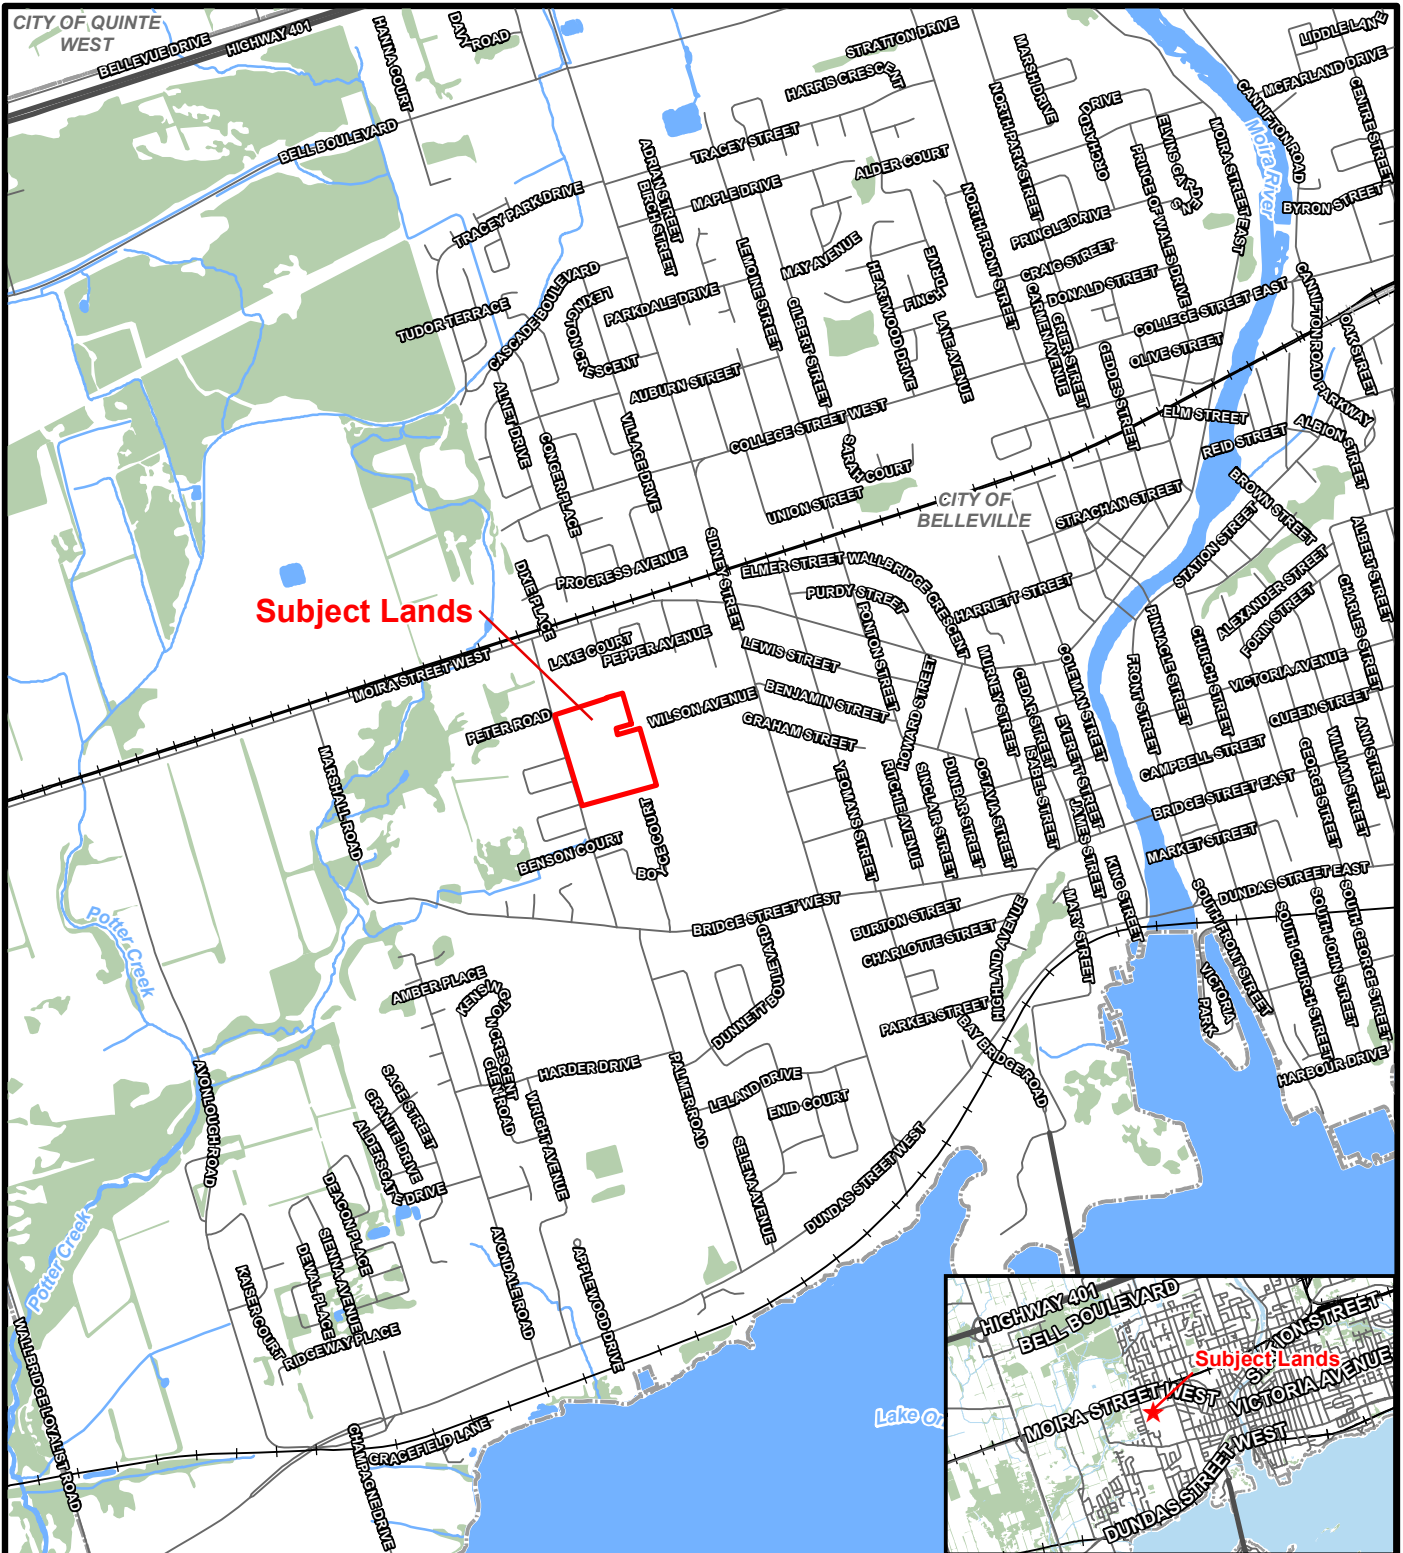 CITY OF QUINTE
WEST
BELLEVUE DRIVE
HIGHWAY 401
HANNA COURT
ROAD
STRATTON DRIVE
HARRIS CRESCENT
MARSH DRIVE
LIDDLE LANE
MCFARLAND DRIVE
CANNIFTON ROAD
CENTRE STREET
BELL BOULEVARD
TRACEY STREET
ADRIAN STREET
BIRCH STREET
MAPLE DRIVE
ALDER COURT
NORTH PARK STREET
ORCHARD DRIVE
ELVINS GARDENS
PRINCE OF WALES DRIVE
MOIRA STREET EAST
Moira River
BYRON STREET
TRACEY PARK DRIVE
NORTH FRONT STREET
PRINGLE DRIVE
CRAIG STREET
DONALD STREET
MAY AVENUE
LEMOINE STREET
GILBERT STREET
HEARTWOOD DRIVE
FINCH DRIVE
LANE AVENUE
CARMEN AVENUE
GRIER STREET
GEDDES STREET
COLLEGE STREET EAST
OLIVE STREET
CANNIFTON ROAD
PARKWAY
OAK STREET
TUDOR TERRACE
CASCADE BOULEVARD
LEXINGTON CRESCENT
PARKDALE DRIVE
AUBURN STREET
ALNET DRIVE
CONGER PLACE
VILLAGE DRIVE
COLLEGE STREET WEST
SARAH COURT
UNION STREET
CITY OF
BELLEVILLE
ELM STREET
REID STREET
ALBION STREET
STRACHAN STREET
BROWN STREET
STATION STREET
ALBERT STREET
CHARLES STREET
ALEXANDER STREET
FORIN STREET
DIXIE PLACE
PROGRESS AVENUE
SIDNEY STREET
ELMER STREET
WALLBRIDGE CRESCENT
PURDY STREET
PONTON STREET
HARRIETT STREET
Subject Lands
MOIRA STREET WEST
LAKE COURT
PEPPER AVENUE
LEWIS STREET
BENJAMIN STREET
GRAHAM STREET
WILSON AVENUE
PETER ROAD
HOWARD STREET
MURNEY STREET
CEDAR STREET
COLEMAN STREET
EVERETT STREET
ISABEL STREET
JAMES STREET
FRONT STREET
PINNACLE STREET
CHURCH STREET
VICTORIA AVENUE
QUEEN STREET
CAMPBELL STREET
GEORGE STREET
WILLIAM STREET
ANN STREET
BRIDGE STREET EAST
MARSHALL ROAD
BENSON COURT
YEOMANS STREET
RITCHIE AVENUE
SINCLAIR STREET
DUNBAR STREET
OCTAVIA STREET
KING STREET
MARKET STREET
DUNDAS STREET EAST
BRIDGE STREET WEST
BURTON STREET
CHARLOTTE STREET
HIGHLAND AVENUE
MARY STREET
SOUTH FRONT STREET
SOUTH CHURCH STREET
SOUTH JOHN STREET
SOUTH GEORGE STREET
VICTORIA
PARK
HARBOUR DRIVE
Potter Creek
AMBER PLACE
KENSINGTON CRESCENT
GLEN ROAD
DUNNETT BOULEVARD
PARKER STREET
BAY BRIDGE ROAD
HARDER DRIVE
PALMER ROAD
LELAND DRIVE
ENID COURT
WRIGHT AVENUE
SELENA AVENUE
DUNDAS STREET WEST
AVONLOUGH ROAD
SAGE STREET
GRANITE DRIVE
ALDERSGATE DRIVE
DEACON PLACE
SIENNA AVENUE
DEWAL PLACE
RIDGEWAY PLACE
KAISER COURT
AVONDALE ROAD
APPLEWOOD DRIVE
Potter Creek
WALLBRIDGE LOYALIST ROAD
CHAMPAGNE DRIVE
GRACEFIELD LANE
Lake
HIGHWAY 401
BELL BOULEVARD
STATION STREET
Subject Lands
MOIRA STREET WEST
VICTORIA AVENUE
DUNDAS STREET WEST